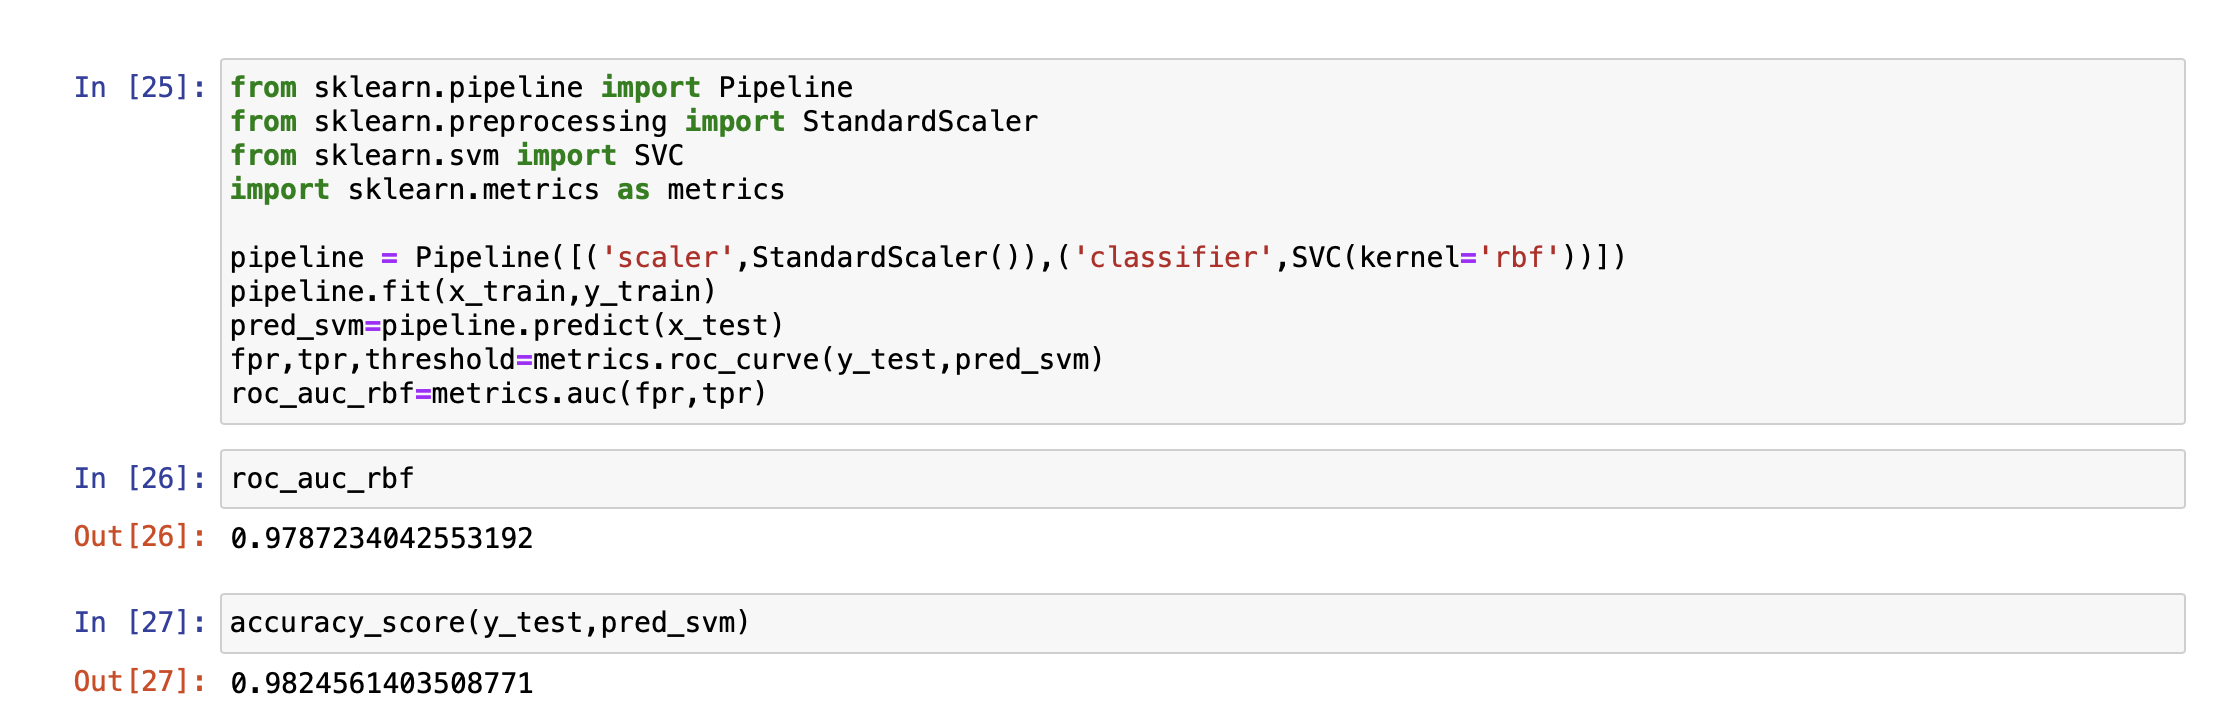 In [25]: from sklearn.pipeline import Pipeline
from sklearn.preprocessing import StandardScaler
from sklearn.svm import SVC
import sklearn.metrics as metrics
pipeline = Pipeline([('scaler',StandardScaler()),('classifier',SVC(kernel='rbf'))])
pipeline.fit(x_train,y_train)
pred_svm=pipeline.predict(x_test)
fpr,tpr,threshold=metrics.roc_curve(y_test,pred_svm)
roc_auc_rbf=metrics.auc(fpr,tpr)
In [26]: roc_auc_rbf
Out[26]: 0.9787234042553192
In [27]: accuracy_score(y_test,pred_svm)
Out[27]: 0.9824561403508771